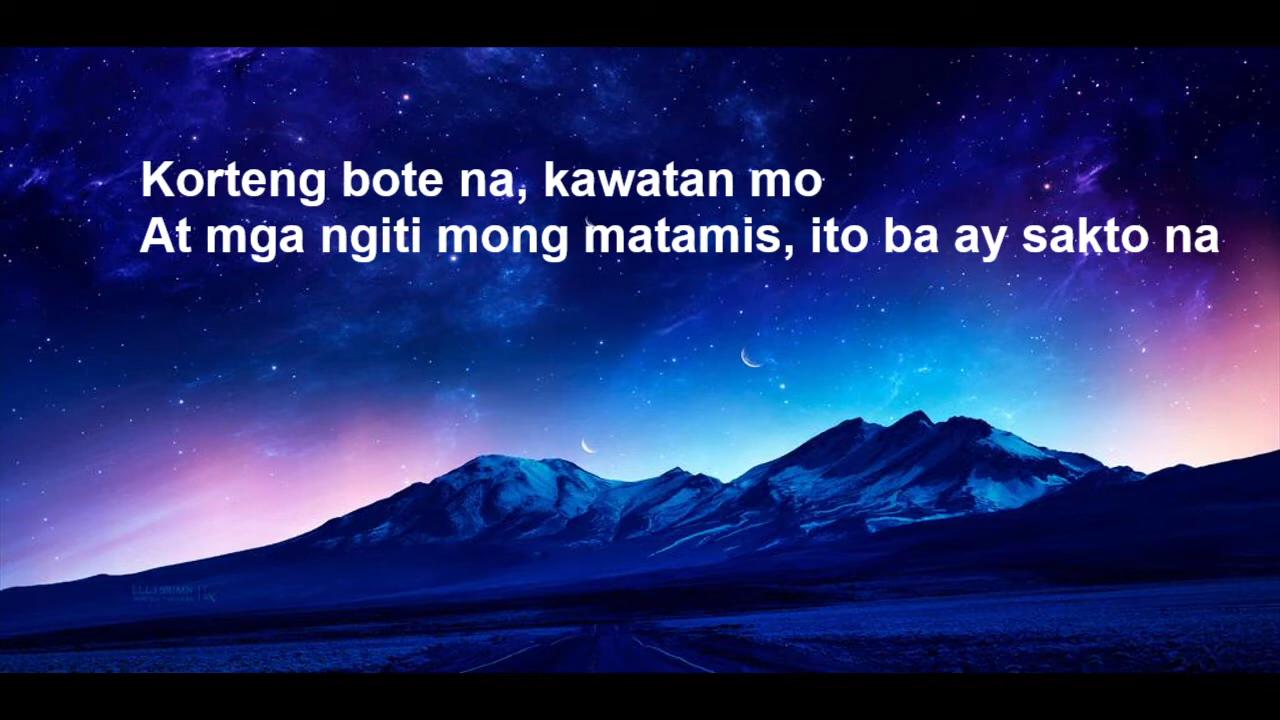 Korteng bote na, kawatan mo
At mga ngiti mong matamis, ito ba ay sakto na